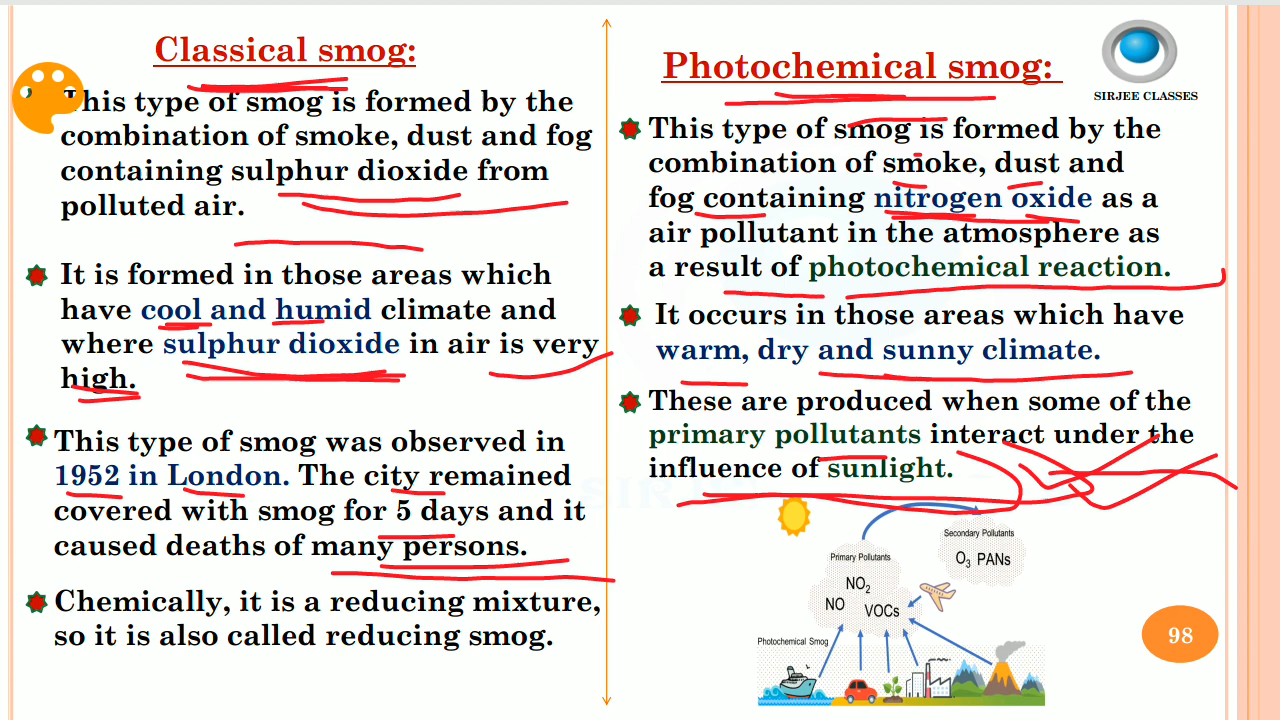 Classical smog:
This type of smog is formed by the
combination of smoke, dust and fog
containing sulphur dioxide from
polluted air.
It is formed in those areas which
have cool and humid climate and
where sulphur dioxide in air is very
high.
This type of smog was observed in
1952 in London. The city remained
covered with smog for 5 days and it
caused deaths of many persons.
Chemically, it is a reducing mixture,
so it is also called reducing smog.
Photochemical smog:
SIRJEE CLASSES
This type of smog is formed by the
combination of smoke, dust and
fog containing nitrogen oxide as a
air pollutant in the atmosphere as
a result of photochemical reaction.
It occurs in those areas which have
warm, dry and sunny climate.
These are produced when some of the
primary pollutants interact under the
influence of sunlight.
Secondary Pollutants
O₃ PANs
Primary Pollutants
NO₂
NO VOCs
Photochemical Smog
98